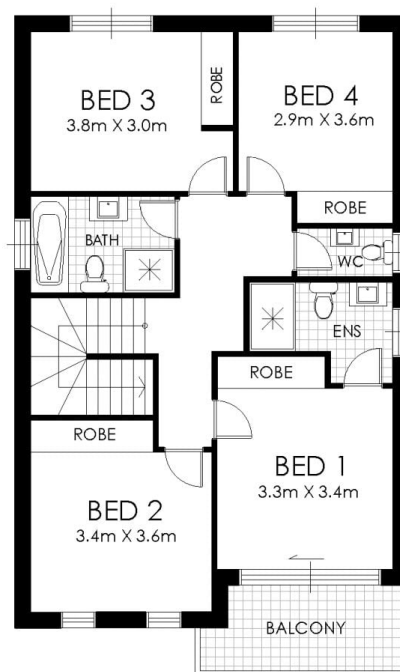 BED 3
3.8m X 3.0m
ROBE
BED 4
2.9m X 3.6m
ROBE
BATH
WC
ENS
ROBE
ROBE
BED 1
3.3m X 3.4m
BED 2
3.4m X 3.6m
BALCONY